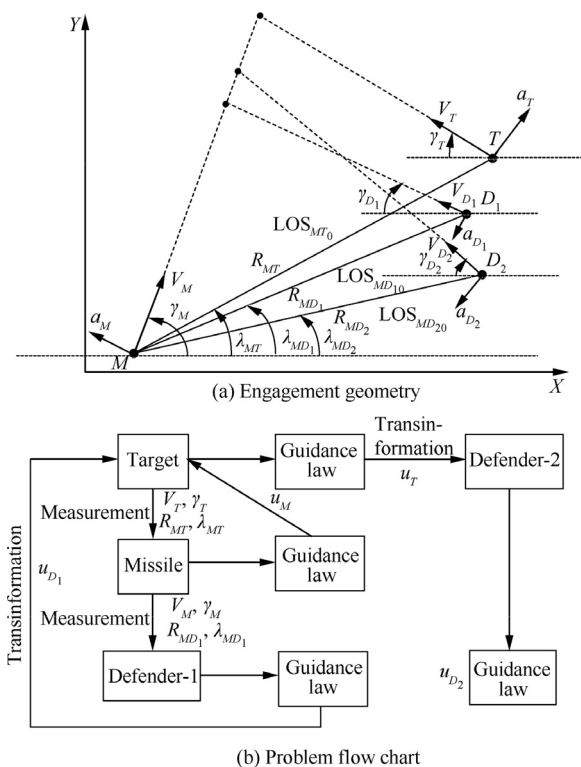 Y
a_T
V_T
T
γ_T
γ_{D_1}
V_{D_1} D_1
LOS_{MT_0}
a_{D_1}
V_{D_2}
γ_{D_2}
D_2
R_{MT}
V_M
LOS_{MD_{10}}
a_{D_2}
γ_M
R_{MD_1}
a_M
R_{MD_2}
LOS_{MD_{20}}
λ_{MT}
λ_{MD_1}
λ_{MD_2}
M
X
(a) Engagement geometry
Transin-
formation
Target
Guidance
law
u_T
Defender-2
Measurement
V_T, γ_T
R_{MT}, λ_{MT}
u_M
Transinformation
u_{D_1}
Missile
Guidance
law
Measurement
V_M, γ_M
R_{MD_1}, λ_{MD_1}
Defender-1
Guidance
law
u_{D_2}
Guidance
law
(b) Problem flow chart